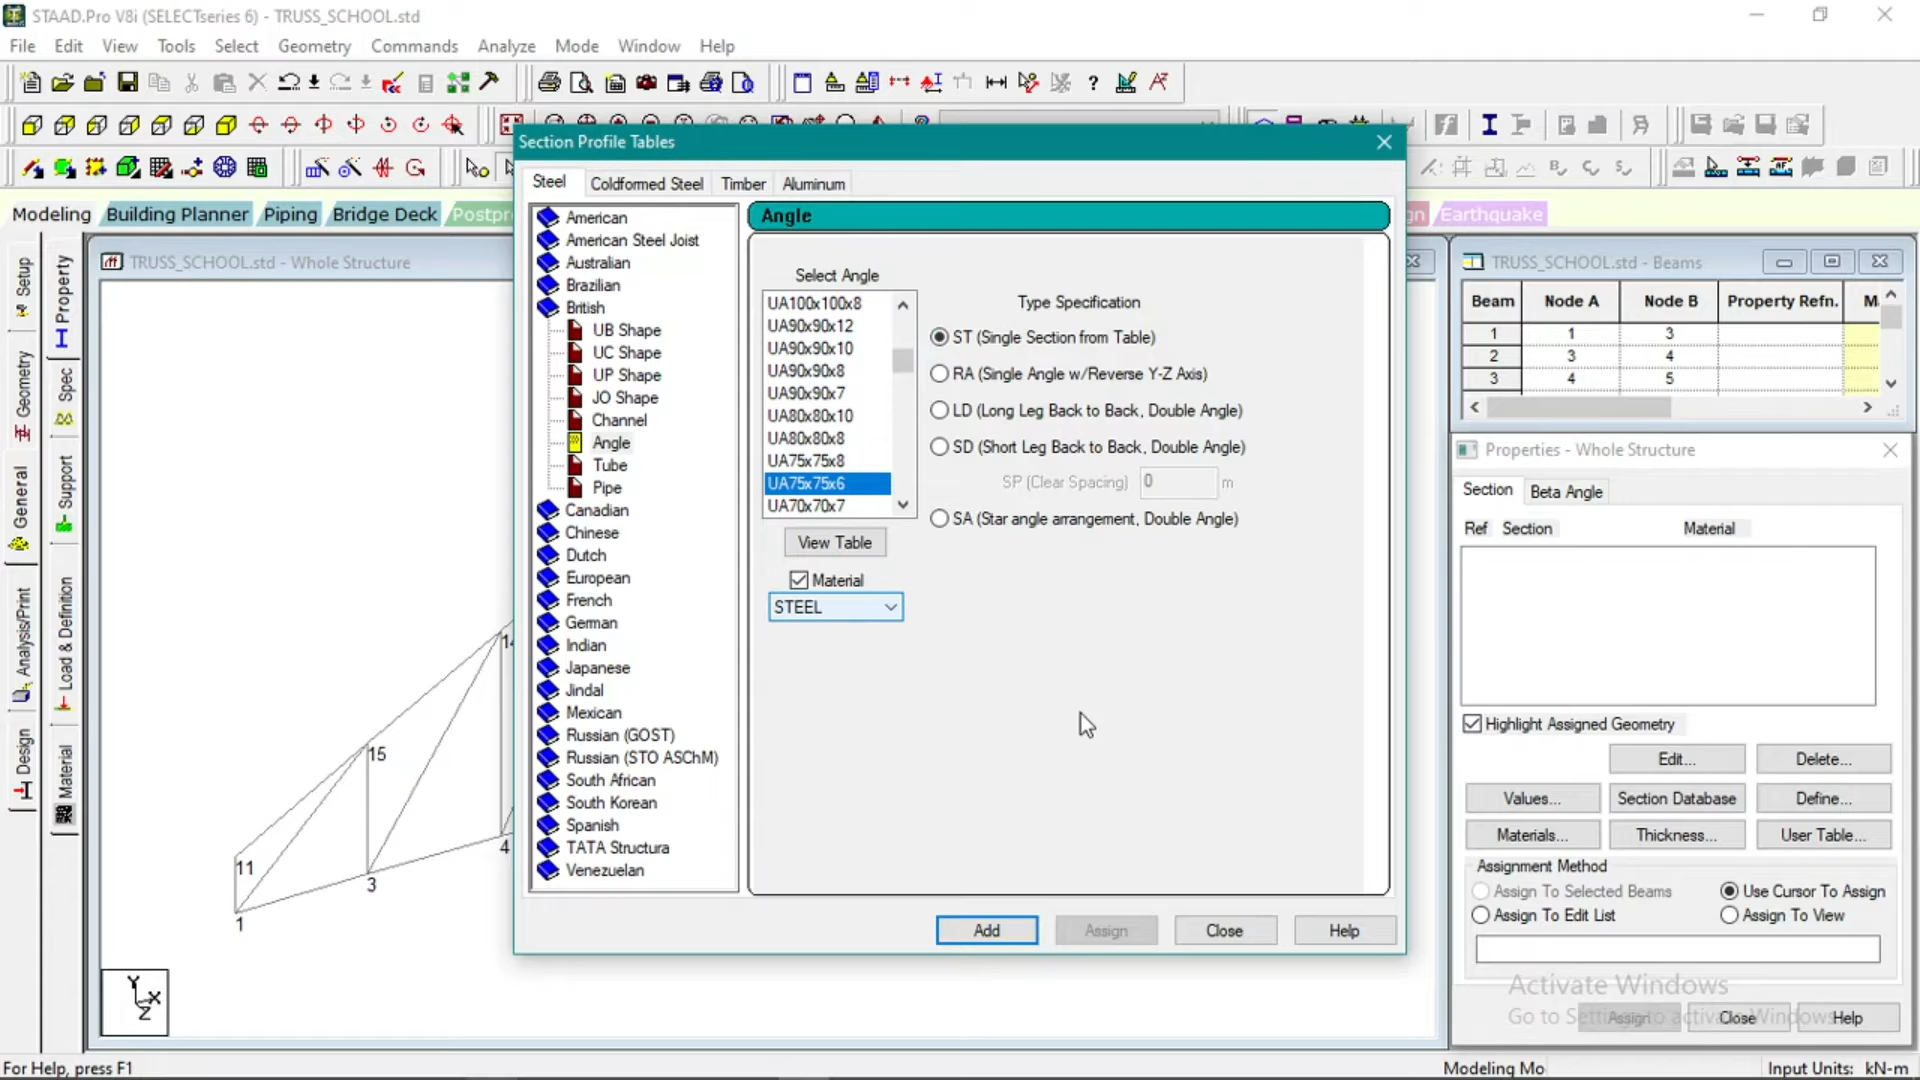 STAAD.Pro V8i (SELECTseries 6) - TRUSS_SCHOOL.std
File Edit View Tools Select Geometry Commands Analyze Mode Window Help
Modeling Building Planner Piping Bridge Deck Postpr
gn Earthquake
Setup
Geometry
General
Analysis/Print
Design
Property
Spec
Support
Load & Definition
Material
TRUSS_SCHOOL.std - Whole Structure
14
15
11
1
3
4
Y
X
Z
Section Profile Tables
Steel Coldformed Steel Timber Aluminum
American
American Steel Joist
Australian
Brazilian
British
UB Shape
UC Shape
UP Shape
JO Shape
Channel
Angle
Tube
Pipe
Canadian
Chinese
Dutch
European
French
German
Indian
Japanese
Jindal
Mexican
Russian (GOST)
Russian (STO ASChM)
South African
South Korean
Spanish
TATA Structura
Venezuelan
Angle
Select Angle
UA100x100x8
UA90x90x12
UA90x90x10
UA90x90x8
UA90x90x7
UA80x80x10
UA80x80x8
UA75x75x8
UA75x75x6
UA70x70x7
View Table
Material
STEEL
Type Specification
ST (Single Section from Table)
RA (Single Angle w/Reverse Y-Z Axis)
LD (Long Leg Back to Back, Double Angle)
SD (Short Leg Back to Back, Double Angle)
SP (Clear Spacing) 0 m
SA (Star angle arrangement, Double Angle)
Add Assign Close Help
TRUSS_SCHOOL.std - Beams
Beam Node A Node B Property Refn. M
1 1 3
2 3 4
3 4 5
Properties - Whole Structure
Section Beta Angle
Ref Section Material
Highlight Assigned Geometry
Edit... Delete...
Values... Section Database Define...
Materials... Thickness... User Table...
Assignment Method
Assign To Selected Beams Use Cursor To Assign
Assign To Edit List Assign To View
Activate Windows
Go to Settings to activate Windows.
Assign Close Help
For Help, press F1
Modeling Mo
Input Units: kN-m